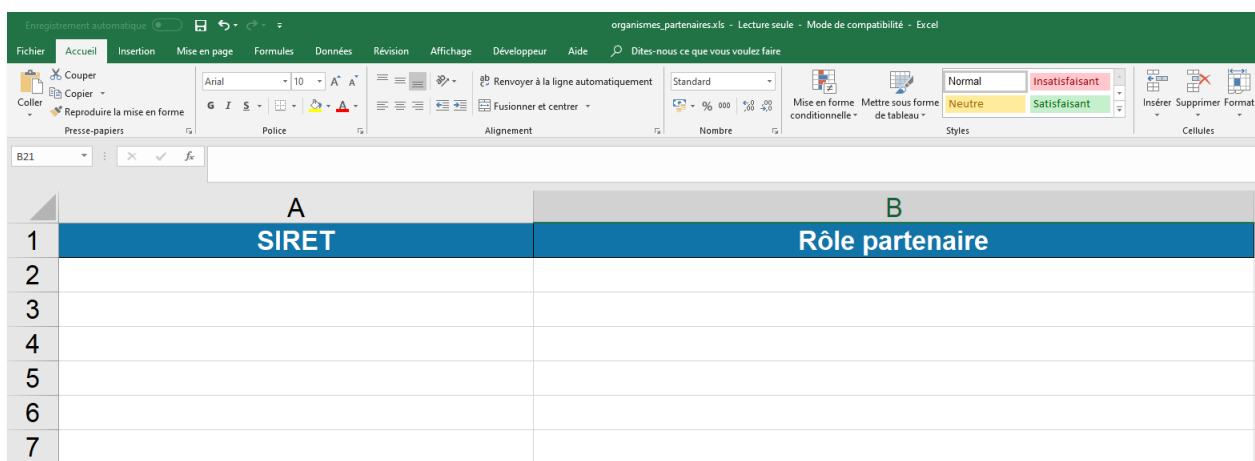 Enregistrement automatique organismes_partenaires.xls - Lecture seule - Mode de compatibilité - Excel
Fichier Accueil Insertion Mise en page Formules Données Révision Affichage Développeur Aide Dites-nous ce que vous voulez faire
Coller Couper Arial 10 Renvoyer à la ligne automatiquement Standard Normal Insatisfaisant
Copier G I S A Fusionner et centrer % 000 Mise en forme conditionnelle Mettre sous forme de tableau Neutre Satisfaisant Insérer Supprimer Format
Reproduire la mise en forme
Presse-papiers Police Alignement Nombre Styles Cellules
B21 fx
A B
1 SIRET Rôle partenaire
2
3
4
5
6
7